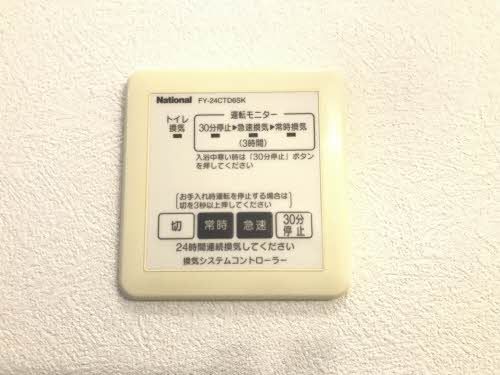 National FY-24CTD6SK
運転モニター
トイレ
換気
30分停止▶急速換気▶常時換気
(3時間)
入浴中寒い時は「30分停止」ボタン
を押してください
お手入れ時運転を停止する場合は
切を3秒以上押してください
切 常時 急速 30分
停止
24時間連続換気してください
換気システムコントローラー